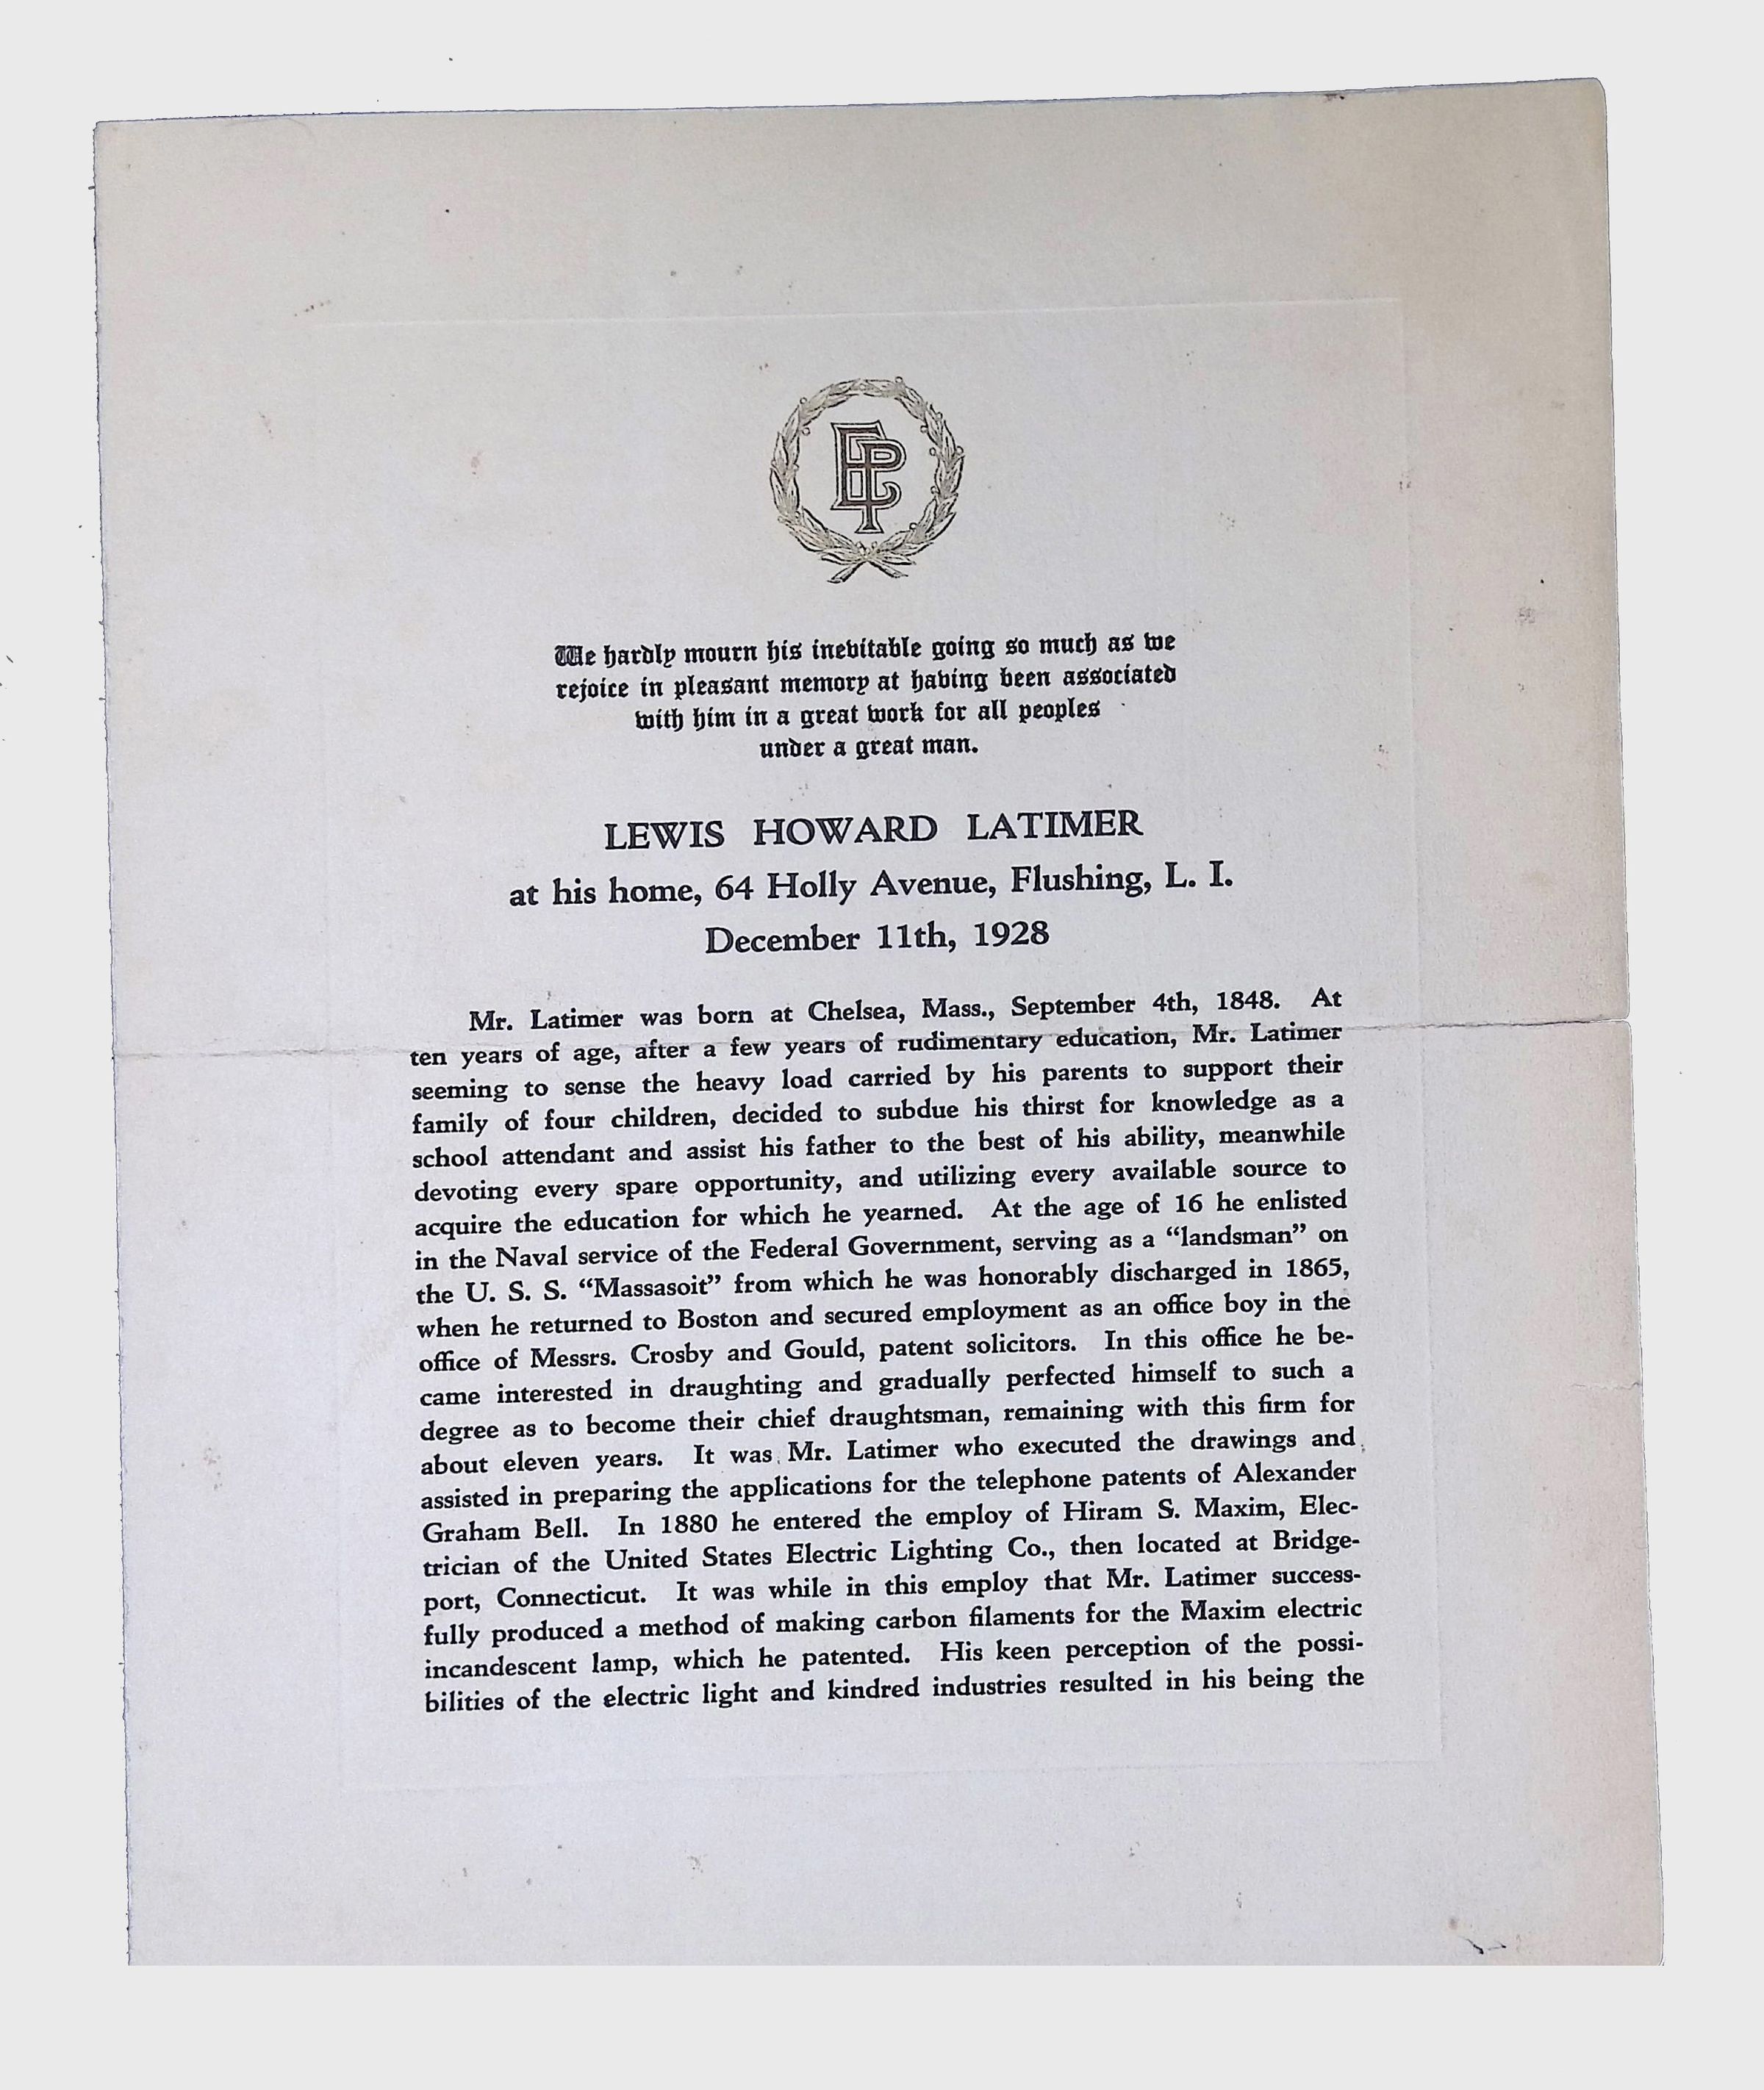 EP
We hardly mourn his inevitable going so much as we
rejoice in pleasant memory at having been associated
with him in a great work for all peoples
under a great man.
LEWIS HOWARD LATIMER
at his home, 64 Holly Avenue, Flushing, L. I.
December 11th, 1928
Mr. Latimer was born at Chelsea, Mass., September 4th, 1848. At
ten years of age, after a few years of rudimentary education, Mr. Latimer
seeming to sense the heavy load carried by his parents to support their
family of four children, decided to subdue his thirst for knowledge as a
school attendant and assist his father to the best of his ability, meanwhile
devoting every spare opportunity, and utilizing every available source to
acquire the education for which he yearned. At the age of 16 he enlisted
in the Naval service of the Federal Government, serving as a “landsman” on
the U. S. S. “Massasoit” from which he was honorably discharged in 1865,
when he returned to Boston and secured employment as an office boy in the
office of Messrs. Crosby and Gould, patent solicitors. In this office he be-
came interested in draughting and gradually perfected himself to such a
degree as to become their chief draughtsman, remaining with this firm for
about eleven years. It was Mr. Latimer who executed the drawings and
assisted in preparing the applications for the telephone patents of Alexander
Graham Bell. In 1880 he entered the employ of Hiram S. Maxim, Elec-
trician of the United States Electric Lighting Co., then located at Bridge-
port, Connecticut. It was while in this employ that Mr. Latimer success-
fully produced a method of making carbon filaments for the Maxim electric
incandescent lamp, which he patented. His keen perception of the possi-
bilities of the electric light and kindred industries resulted in his being the